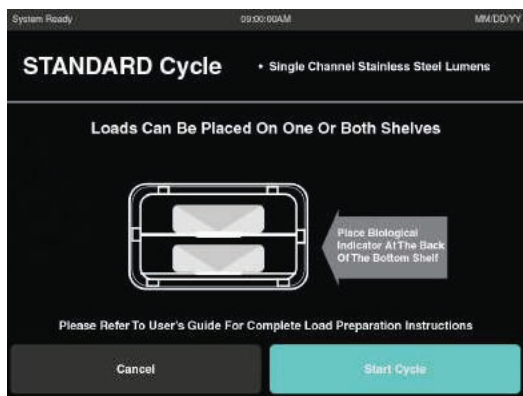 System Ready 09:00:00AM MM/DD/YY
STANDARD Cycle • Single Channel Stainless Steel Lumens
Loads Can Be Placed On One Or Both Shelves
Place Biological
Indicator At The Back
Of The Bottom Shelf
Please Refer To User's Guide For Complete Load Preparation Instructions
Cancel Start Cycle